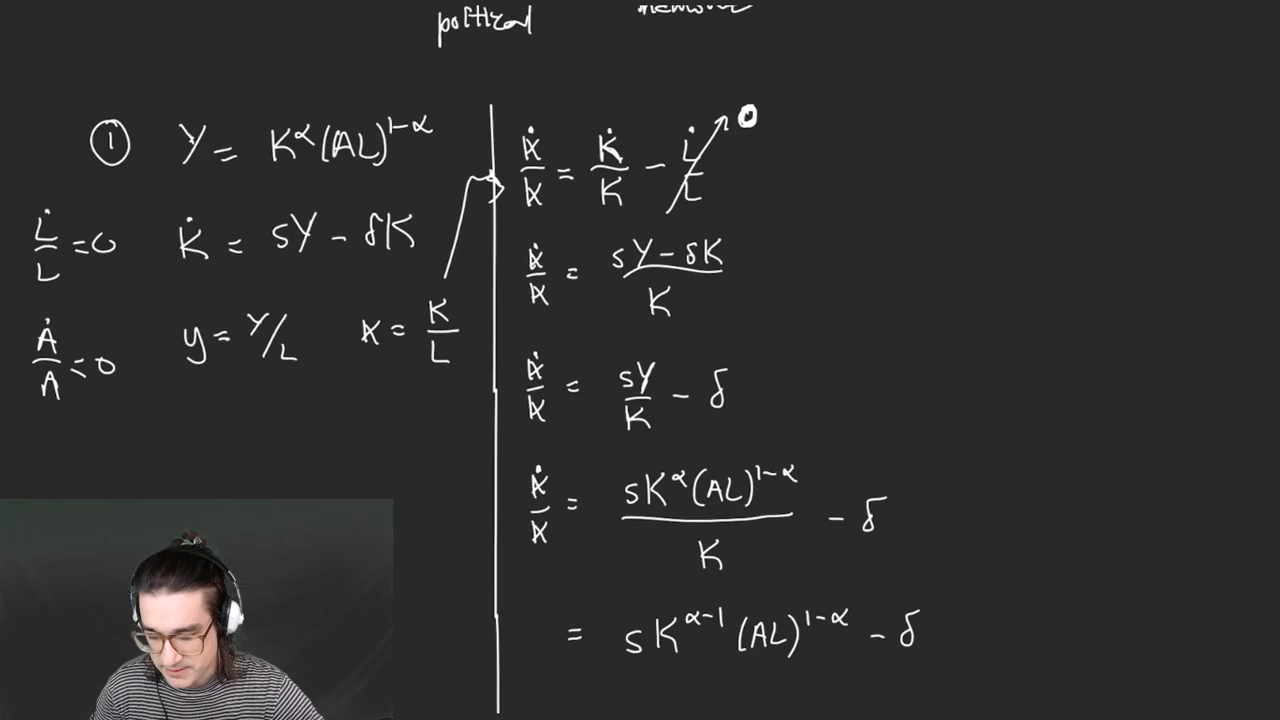 political
① Y = K^α (AL)^{1-α}
L̇/L = 0  K̇ = sY - δK
Ȧ/A = 0  y = Y/L  k = K/L
k̇/k = K̇/K - L̇/L → 0
k̇/k = (sY - δK)/K
k̇/k = sY/K - δ
k̇/k = sK^α (AL)^{1-α}/K - δ
= sK^{α-1} (AL)^{1-α} - δ